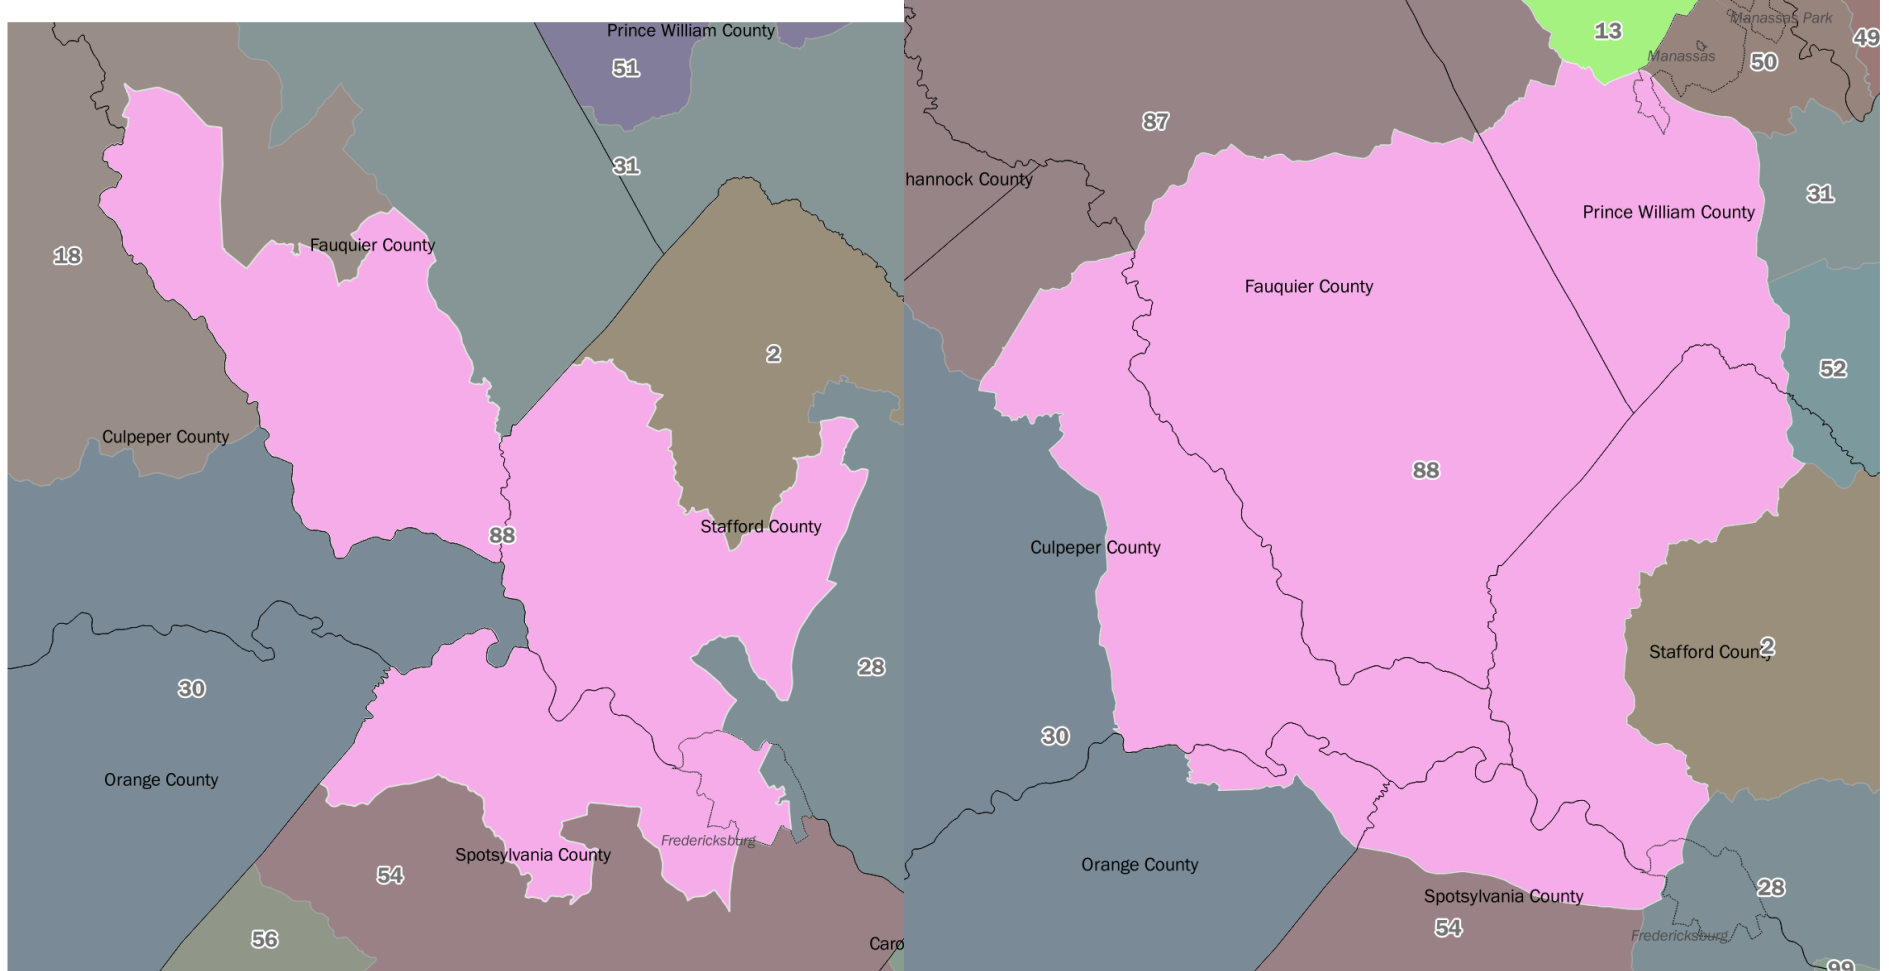 Prince William County
51
31
Fauquier County
18
2
Culpeper County
Stafford County
88
28
30
Orange County
Fredericksburg
Spotsylvania County
54
56
Caro
13
Manassas Park
49
Manassas
50
87
hannock County
31
Prince William County
Fauquier County
52
88
Culpeper County
Stafford County
2
30
Orange County
28
Spotsylvania County
54
Fredericksburg
99